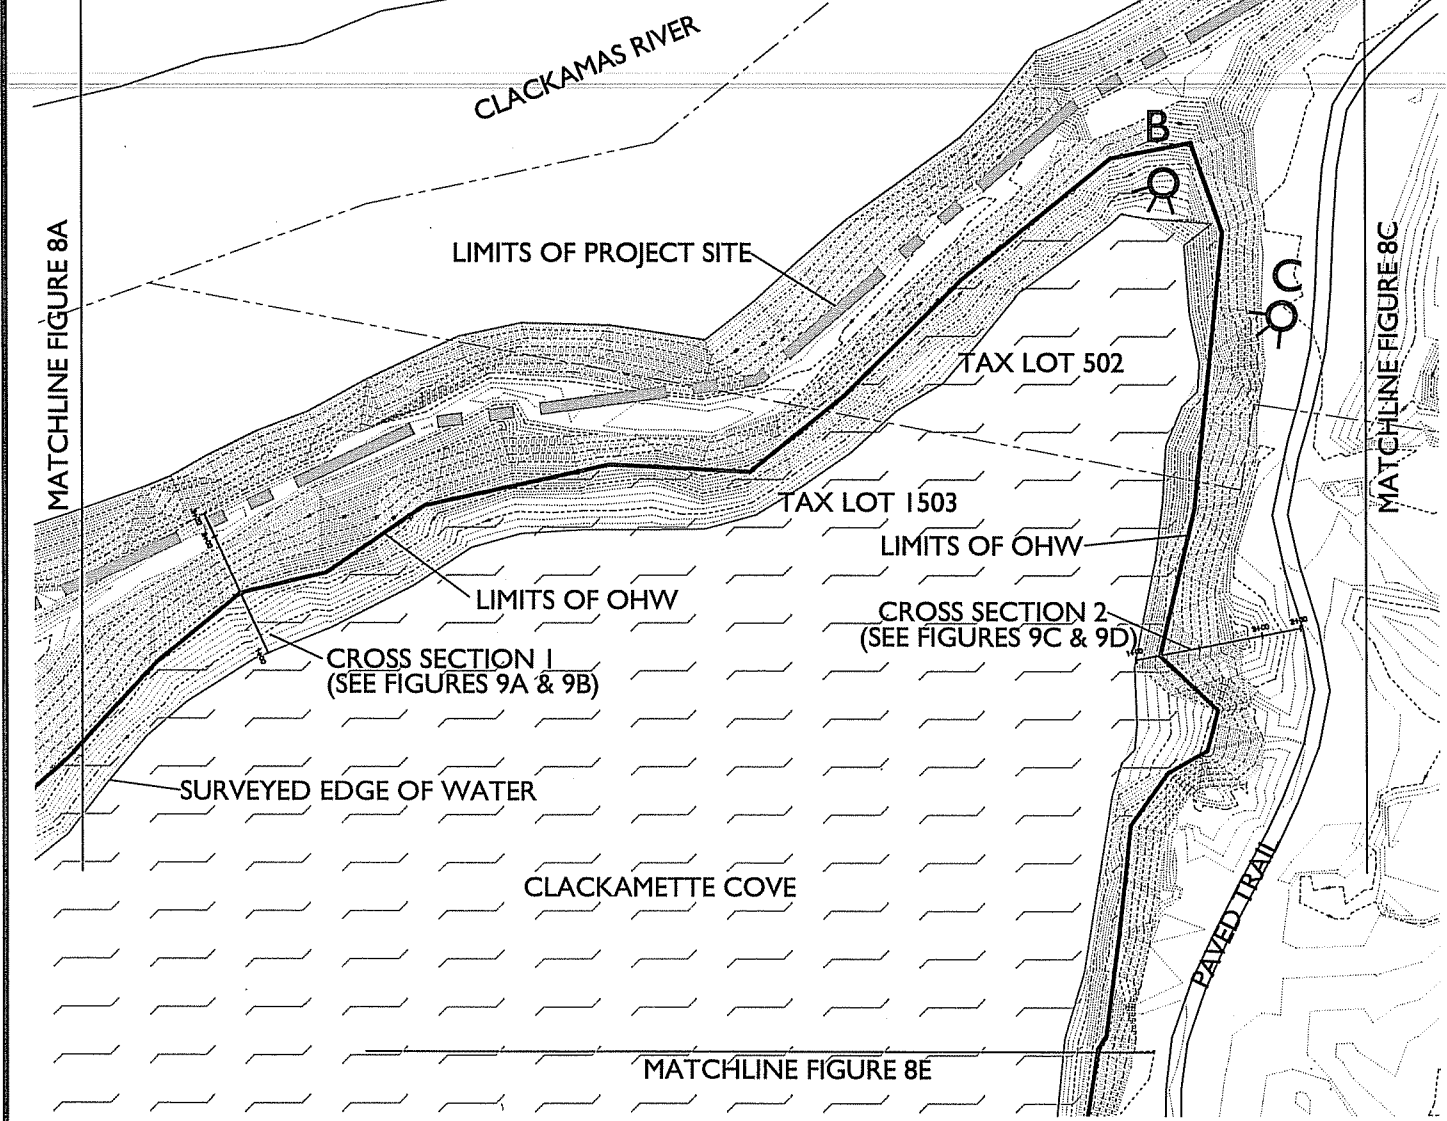 CLACKAMAS RIVER
B
LIMITS OF PROJECT SITE
C
MATCHLINE FIGURE 8A
MATCHLINE FIGURE 8C
TAX LOT 502
TAX LOT 1503
LIMITS OF OHW
LIMITS OF OHW
CROSS SECTION 2
(SEE FIGURES 9C & 9D)
CROSS SECTION 1
(SEE FIGURES 9A & 9B)
SURVEYED EDGE OF WATER
CLACKAMETTE COVE
PAVED TRAIL
MATCHLINE FIGURE 8E